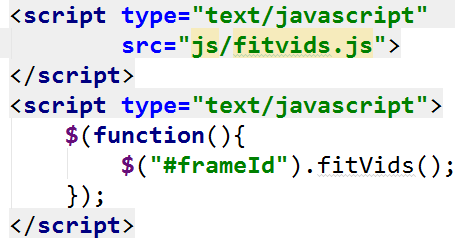 <script type="text/javascript"
src="js/fitvids.js">
</script>
<script type="text/javascript">
$(function(){
$("#frameId").fitVids();
});
</script>